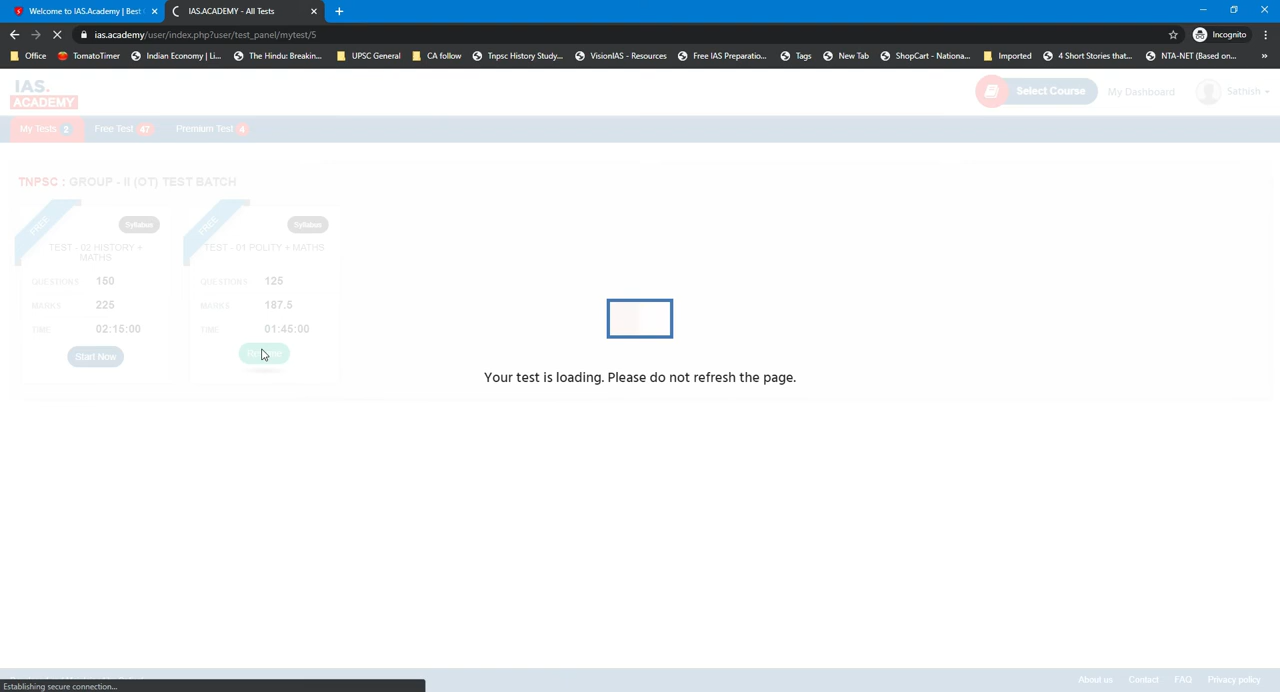 Welcome to IAS.Academy | Best
IAS.ACADEMY - All Tests
ias.academy/user/index.php?user/test_panel/mytest/5
Incognito
Office
TomatoTimer
Indian Economy | Li...
The Hindu: Breakin...
UPSC General
CA follow
Tnpsc History Study...
VisionIAS - Resources
Free IAS Preparatio...
Tags
New Tab
ShopCart - Nationa...
Imported
4 Short Stories that...
NTA-NET (Based on...
IAS.
ACADEMY
Select Course
My Dashboard
Sathish
My Tests 2
Free Test 47
Premium Test 4
TNPSC : GROUP - II (OT) TEST BATCH
FREE
Syllabus
TEST - 02 HISTORY +
MATHS
QUESTIONS 150
MARKS 225
TIME 02:15:00
Start Now
FREE
Syllabus
TEST - 01 POLITY + MATHS
QUESTIONS 125
MARKS 187.5
TIME 01:45:00
Your test is loading. Please do not refresh the page.
About us
Contact
FAQ
Privacy policy
Establishing secure connection...